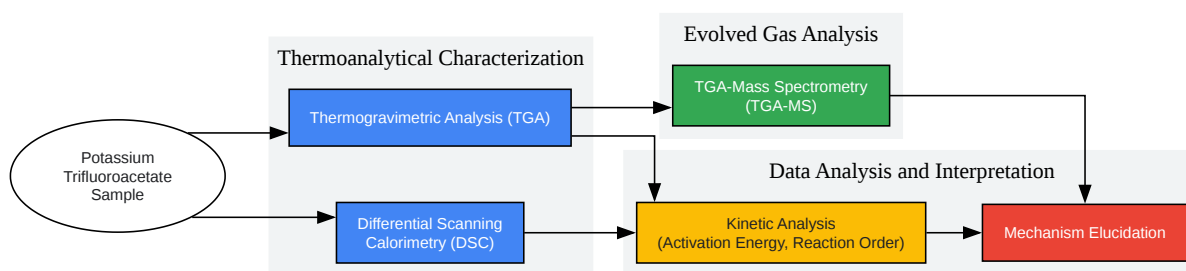 Evolved Gas Analysis
Thermoanalytical Characterization
TGA-Mass Spectrometry
(TGA-MS)
Thermogravimetric Analysis (TGA)
Potassium
Trifluoroacetate
Sample
Data Analysis and Interpretation
Differential Scanning
Calorimetry (DSC)
Kinetic Analysis
(Activation Energy, Reaction Order)
Mechanism Elucidation